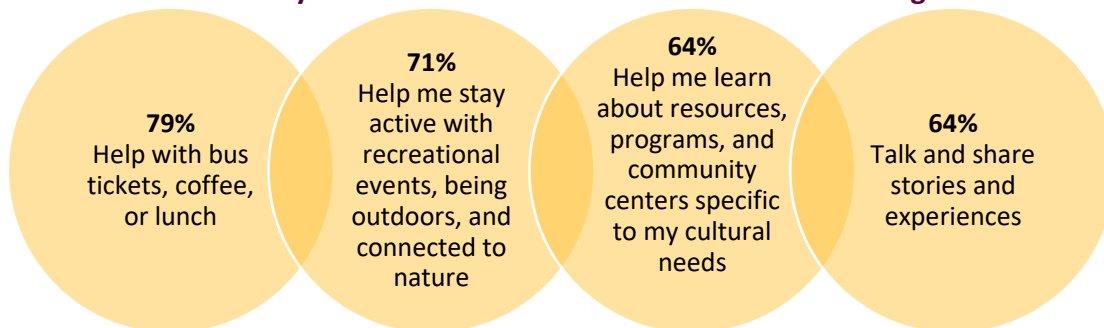 79%
Help with bus
tickets, coffee,
or lunch
71%
Help me stay
active with
recreational
events, being
outdoors, and
connected to
nature
64%
Help me learn
about resources,
programs, and
community
centers specific
to my cultural
needs
64%
Talk and share
stories and
experiences